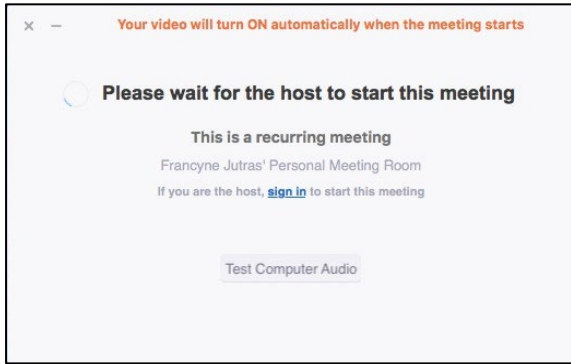 Your video will turn ON automatically when the meeting starts
Please wait for the host to start this meeting
This is a recurring meeting
Francyne Jutras' Personal Meeting Room
If you are the host, sign in to start this meeting
Test Computer Audio